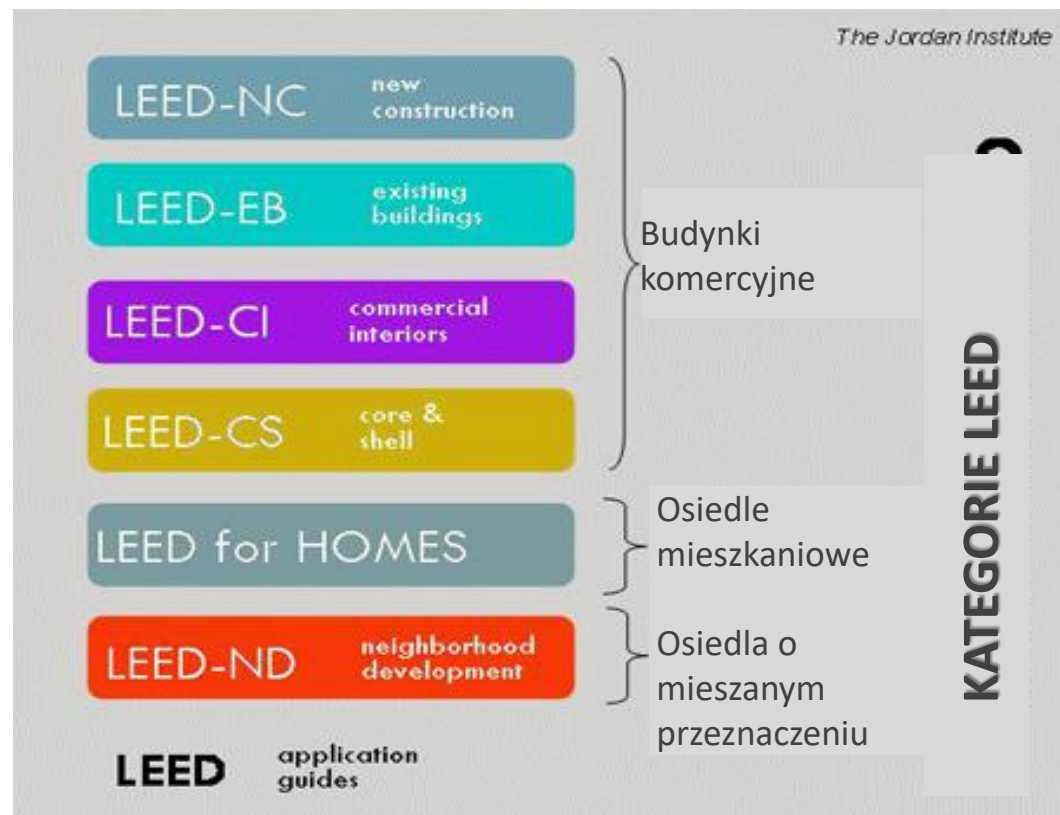 The Jordan Institute
LEED-NC
new
construction
LEED-EB
existing
buildings
LEED-CI
commercial
interiors
LEED-CS
core &
shell
Budynki
komercyjne
LEED for HOMES
Osiedle
mieszkaniowe
LEED-ND
neighborhood
development
Osiedla o
mieszanym
przeznaczeniu
LEED
application
guides
KATEGORIE LEED